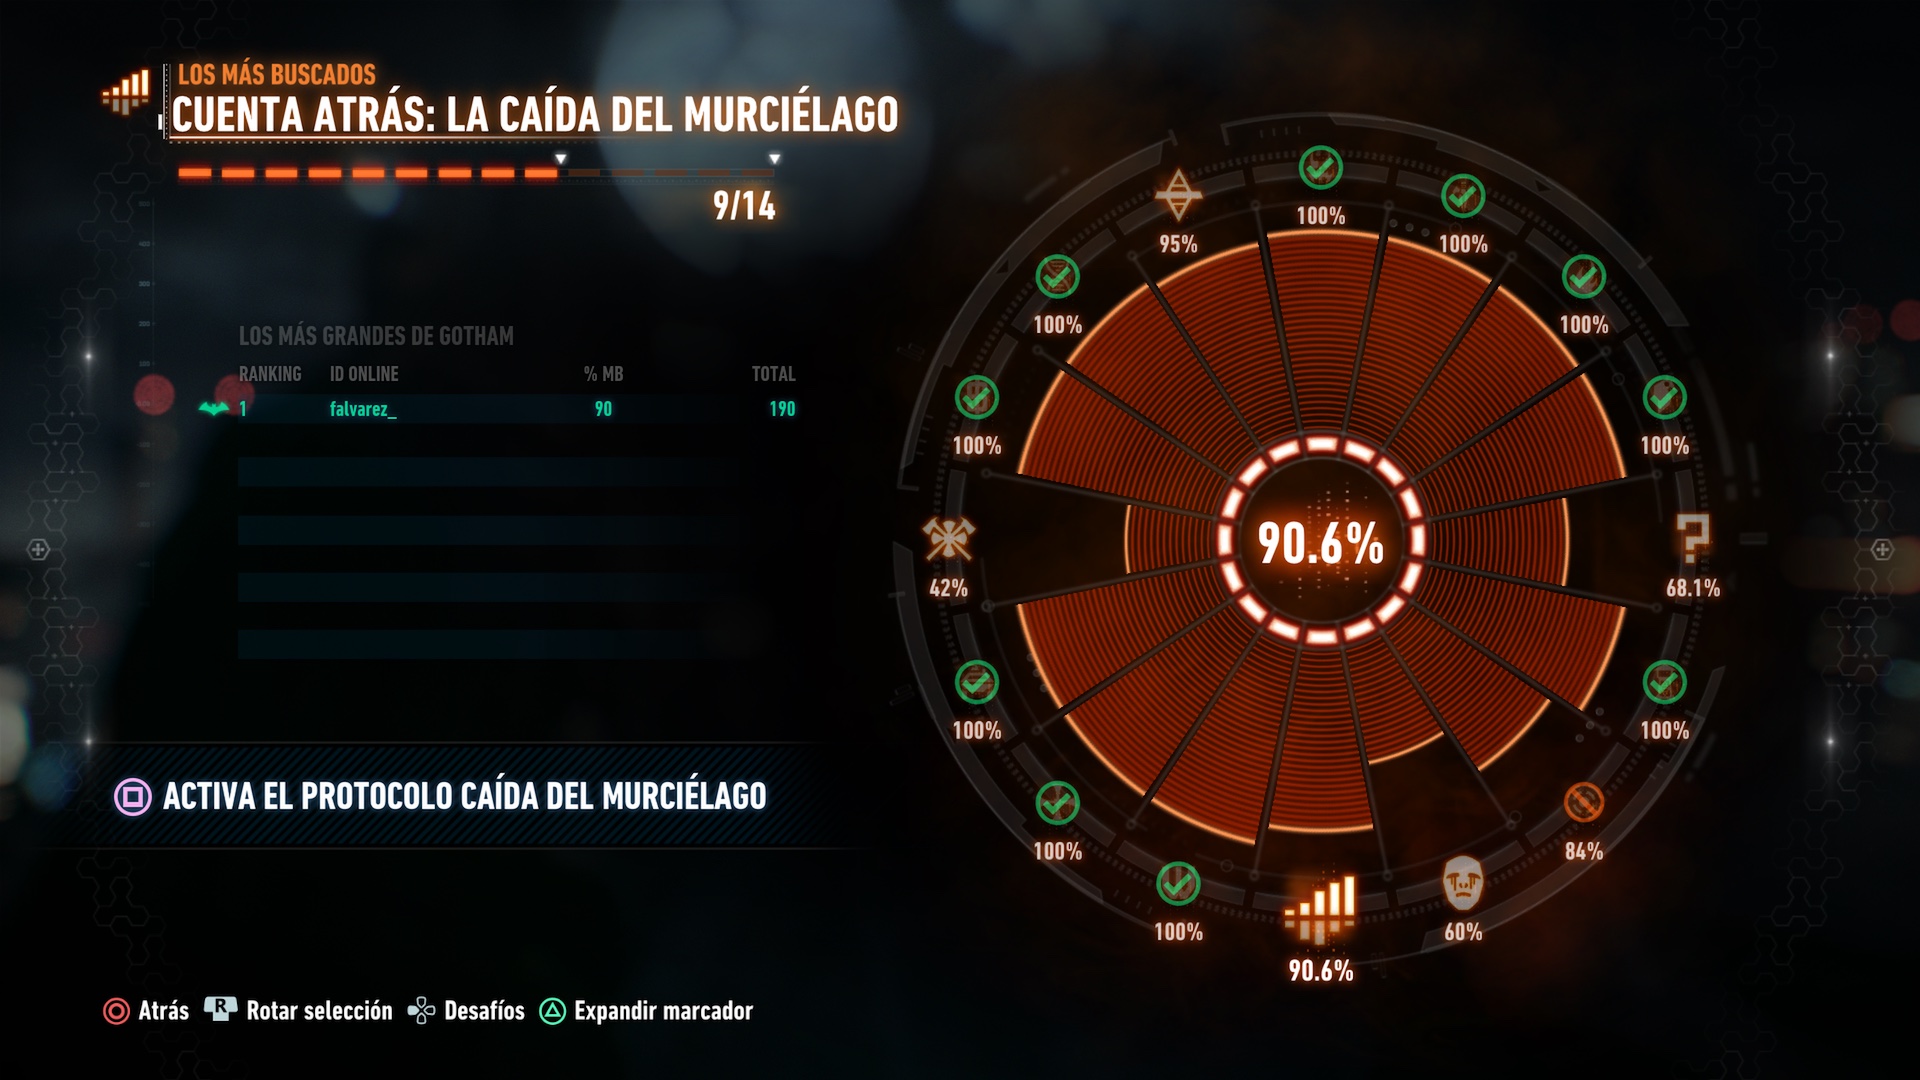 LOS MÁS BUSCADOS
CUENTA ATRÁS: LA CAÍDA DEL MURCIÉLAGO
9/14
LOS MÁS GRANDES DE GOTHAM
RANKING ID ONLINE % MB TOTAL
1 falvarez_ 90 190
ACTIVA EL PROTOCOLO CAÍDA DEL MURCIÉLAGO
100%
95% 100%
100% 100%
100% 100%
90.6%
42% 68.1%
100% 100%
100% 84%
100% 60%
90.6%
Atrás R Rotar selección Desafíos Expandir marcador